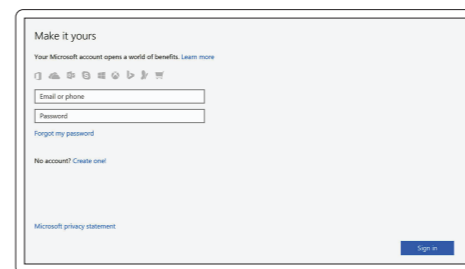 Make it yours
Your Microsoft account opens a world of benefits. Learn more
Email or phone
Password
Forgot my password
No account? Create one!
Microsoft privacy statement
Sign in